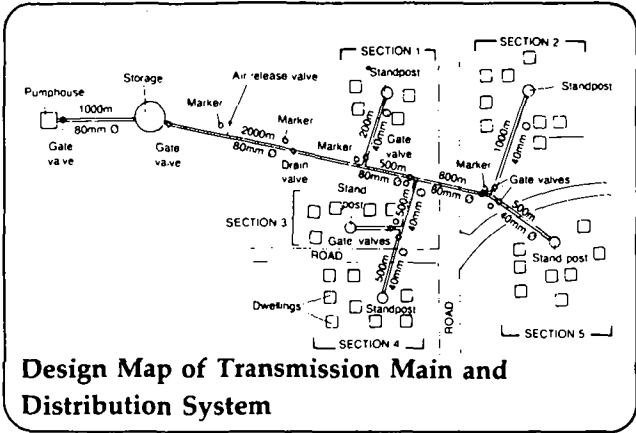 SECTION 1
SECTION 2
Standpost
Standpost
Storage
Air release valve
Pumphouse
Marker
Marker
1000m
80mm Ø
Gate
valve
Gate
valve
2000m
80mm Ø
Drain
valve
Marker
200m
40mm Ø
Gate
valve
500m
80mm Ø
800m
80mm Ø
1000m
40mm Ø
Marker
Gate valves
500m
40mm Ø
Stand post
Stand
post
SECTION 3
Gate valves
500m
40mm Ø
ROAD
500m
40mm Ø
Dwellings
Standpost
ROAD
SECTION 4
SECTION 5
Design Map of Transmission Main and
Distribution System